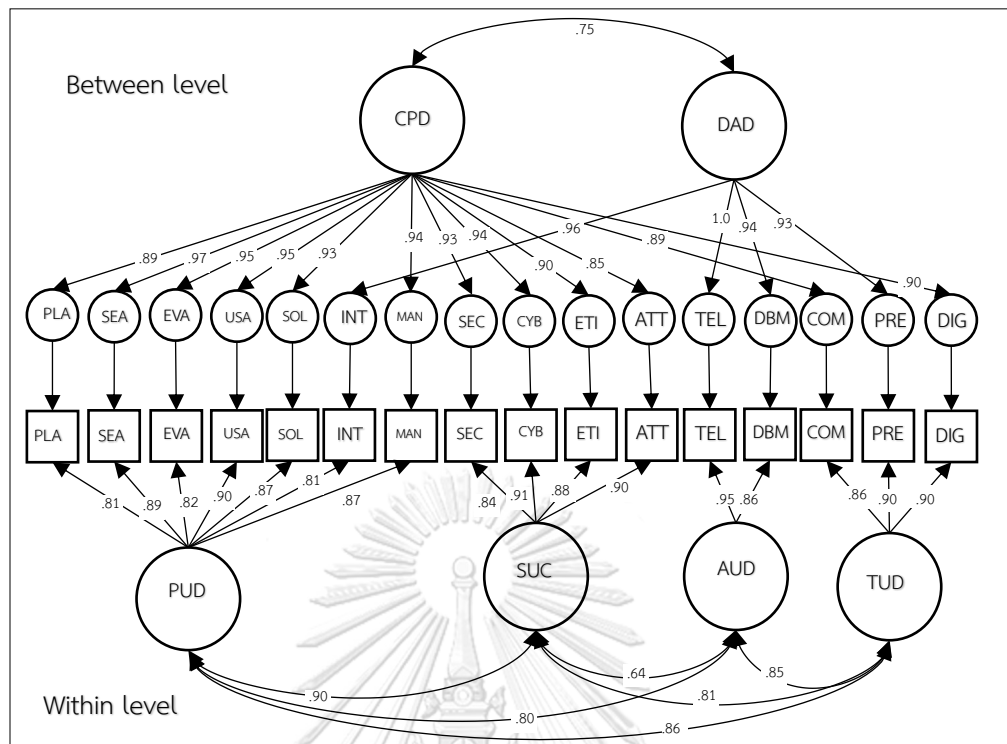 .75
Between level
CPD DAD
.89 .97 .95 .95 .93 .94 .93 .94 .90 .85 .96 .89 1.0 .94 .93 .90
PLA SEA EVA USA SOL INT MAN SEC CYB ETI ATT TEL DBM COM PRE DIG
PLA SEA EVA USA SOL INT MAN SEC CYB ETI ATT TEL DBM COM PRE DIG
.81 .89 .82 .90 .87 .81 .87 .84 .91 .88 .90 .95 .86 .86 .90 .90
PUD SUC AUD TUD
.90 .64 .85
.81
.80
.86
Within level